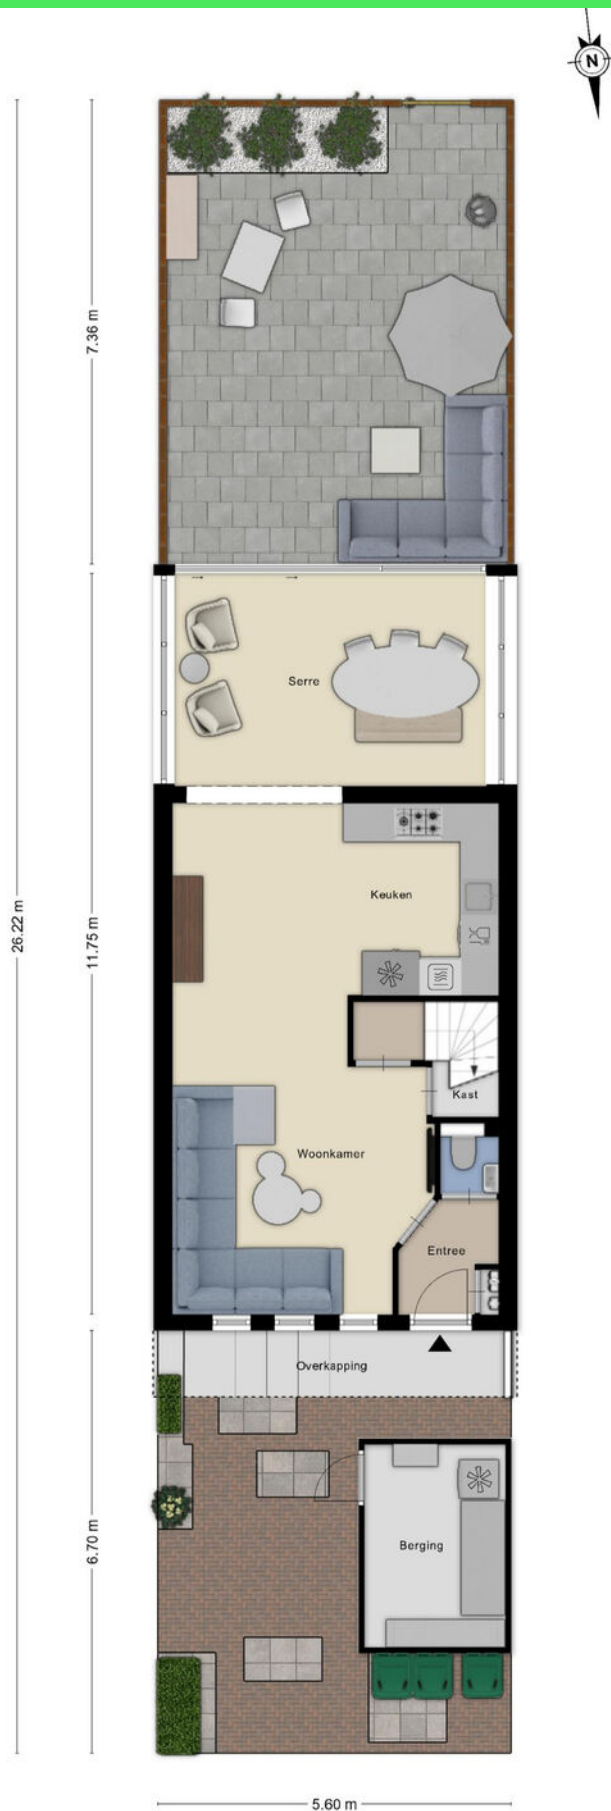 N
7.36 m
Serre
Keuken
26.22 m
11.75 m
Kast
Woonkamer
Entree
Overkapping
6.70 m
Berging
5.60 m